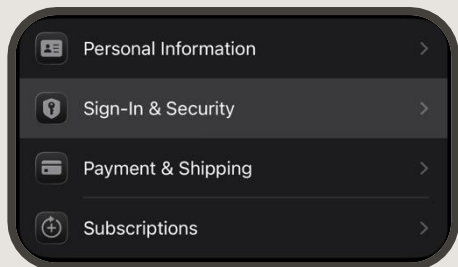 Personal Information
Sign-In & Security
Payment & Shipping
Subscriptions